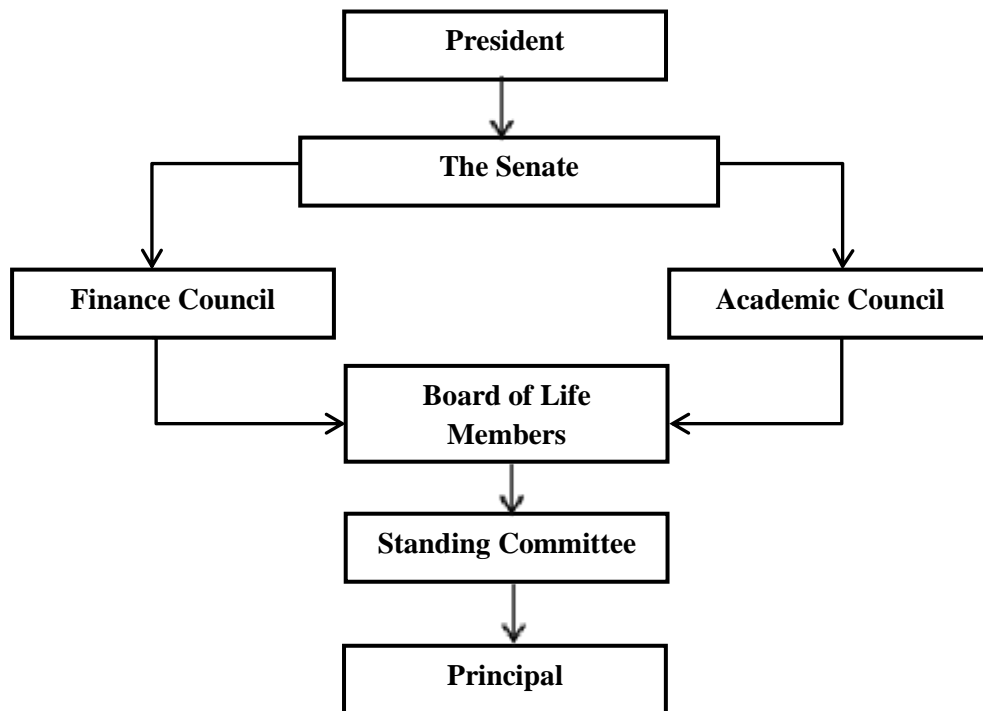 President
The Senate
Finance Council
Academic Council
Board of Life
Members
Standing Committee
Principal